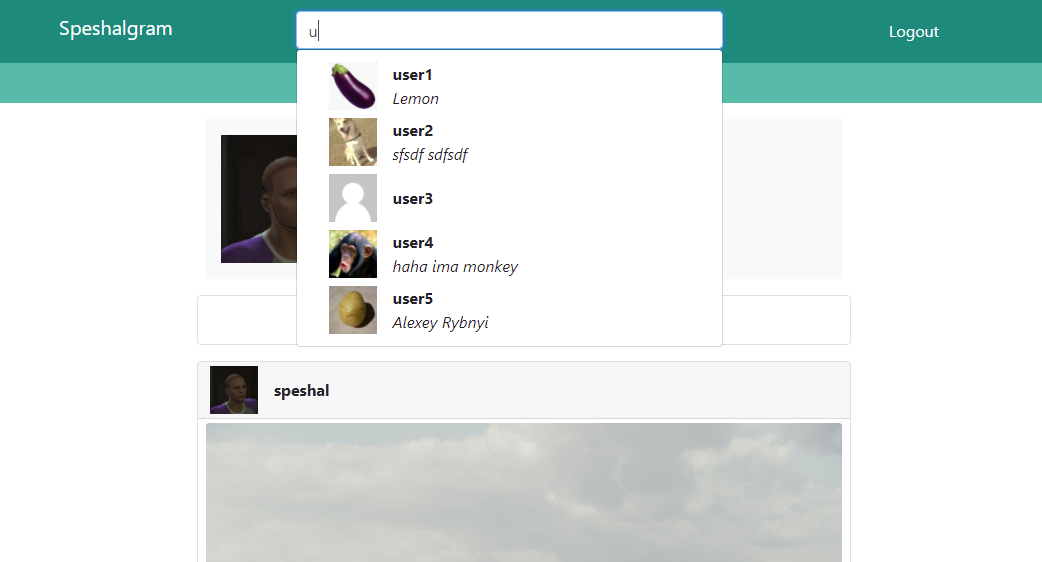 Speshalgram
u
Logout
user1
Lemon
user2
sfsdf sdfsdf
user3
user4
haha ima monkey
user5
Alexey Rybnyi
speshal